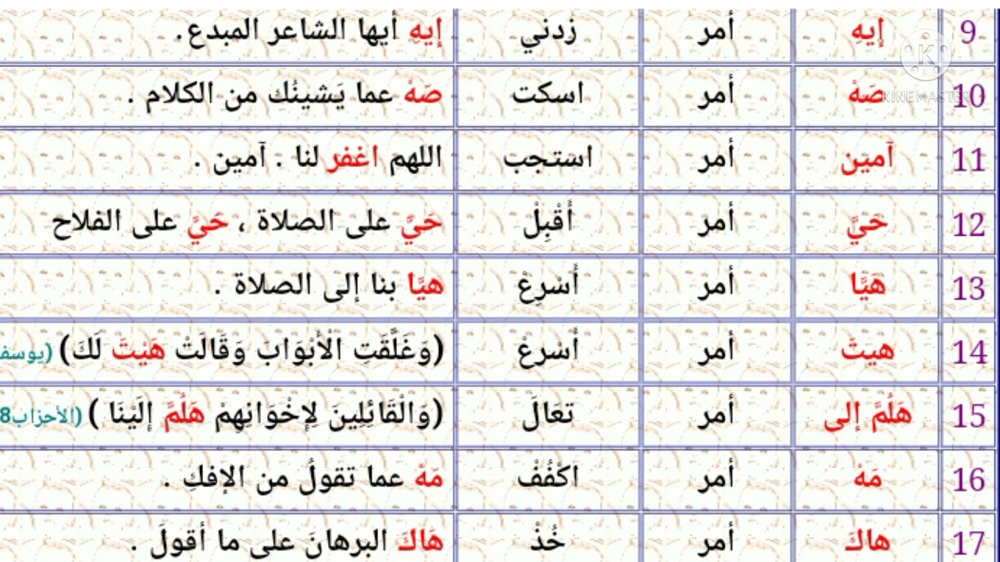 9 إيهِ أمر زدني إيهِ أيها الشاعر المبدع.
10 صَهْ أمر اسكت صَهْ عما يَشينُك من الكلام .
KINEMASTER
11 آمين أمر استجب اللهم اغفر لنا . آمين .
12 حَيَّ أمر أَقْبِلْ حَيَّ على الصلاة ، حَيَّ على الفلاح
13 هَيَّا أمر أَسْرِعْ هيَّا بنا إلى الصلاة .
14 هيتَ أمر أَسْرعْ (وَغَلَّقَتِ الْأَبْوَابَ وَقَالَتْ هَيْتَ لَكَ) (يوسف
15 هَلُمَّ إلى أمر تعَالَ (وَالْقَائِلِينَ لِإِخْوَانِهِمْ هَلُمَّ إِلَيْنَا ) (الأحزاب8
16 مَهْ أمر اكْفُفْ مَهْ عما تقولُ من الإفكِ .
17 هاكَ أمر خُذْ هَاكَ البرهانَ على ما أقولَ .